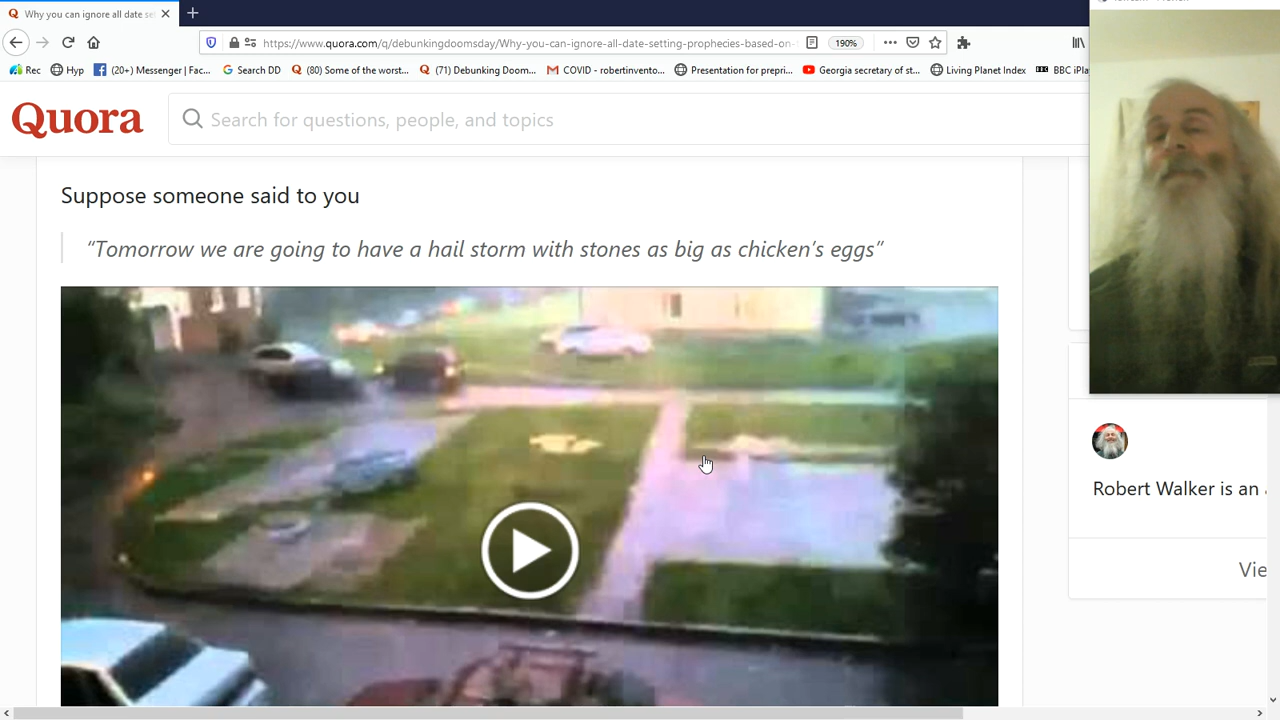 Why you can ignore all date se
https://www.quora.com/q/debunkingdoomsday/Why-you-can-ignore-all-date-setting-prophecies-based-on-
190%
Rec
Hyp
(20+) Messenger | Fac...
Search DD
(80) Some of the worst...
(71) Debunking Doom...
COVID - robertinvento...
Presentation for prepri...
Georgia secretary of st...
Living Planet Index
BBC iPla
Quora
Search for questions, people, and topics
Suppose someone said to you
“Tomorrow we are going to have a hail storm with stones as big as chicken’s eggs”
Robert Walker is an
Vie